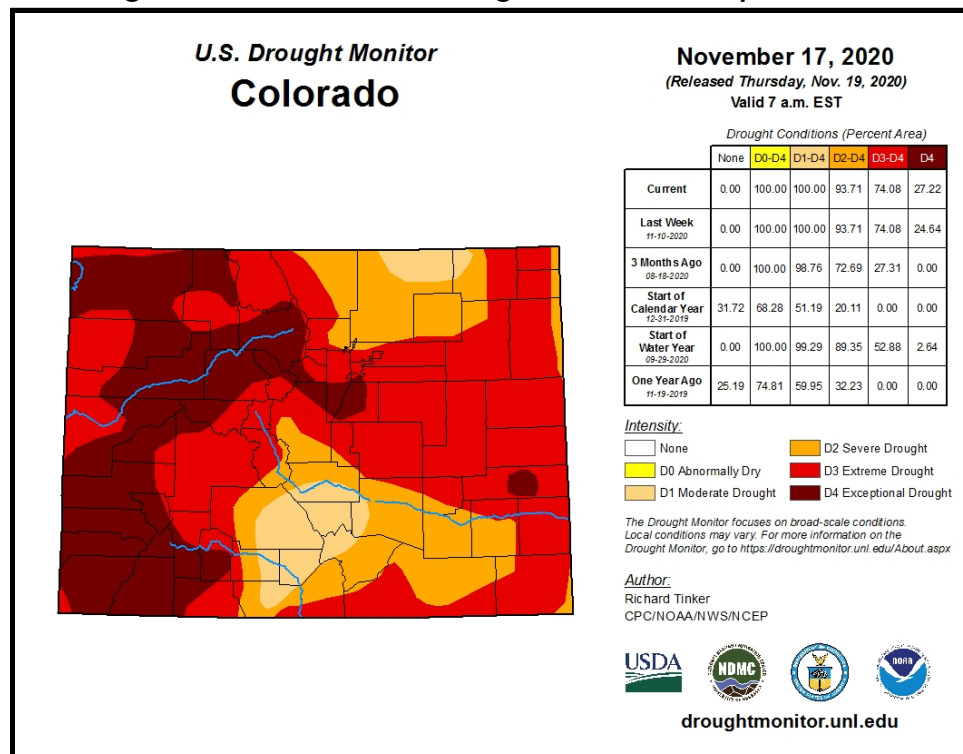 U.S. Drought Monitor
Colorado
November 17, 2020
(Released Thursday, Nov. 19, 2020)
Valid 7 a.m. EST
Drought Conditions (Percent Area)
None D0-D4 D1-D4 D2-D4 D3-D4 D4
Current 0.00 100.00 100.00 93.71 74.08 27.22
Last Week 11-10-2020 0.00 100.00 100.00 93.71 74.08 24.64
3 Months Ago 08-18-2020 0.00 100.00 98.76 72.69 27.31 0.00
Start of Calendar Year 12-31-2019 31.72 68.28 51.19 20.11 0.00 0.00
Start of Water Year 09-29-2020 0.00 100.00 99.29 89.35 52.88 2.64
One Year Ago 11-19-2019 25.19 74.81 59.95 32.23 0.00 0.00
Intensity:
None
D0 Abnormally Dry
D1 Moderate Drought
D2 Severe Drought
D3 Extreme Drought
D4 Exceptional Drought
The Drought Monitor focuses on broad-scale conditions.
Local conditions may vary. For more information on the
Drought Monitor, go to https://droughtmonitor.unl.edu/About.aspx
Author:
Richard Tinker
CPC/NOAA/NWS/NCEP
USDA
NDMC
NOAA
droughtmonitor.unl.edu